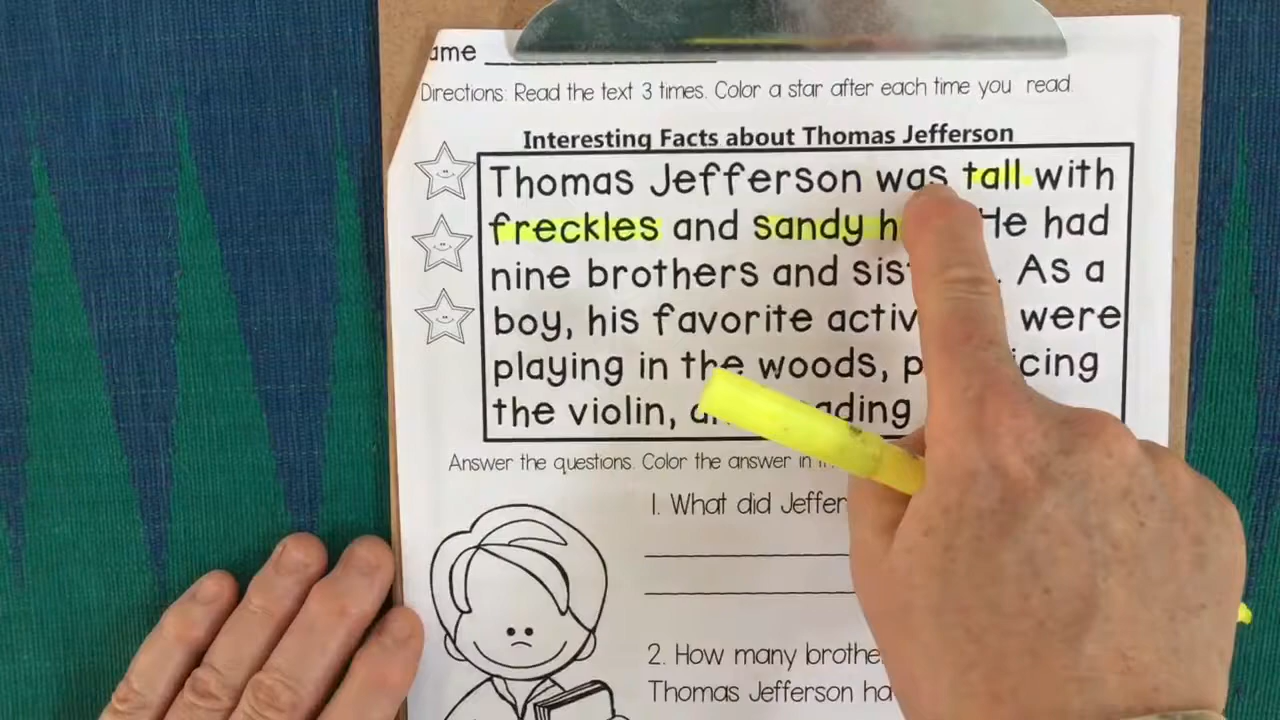 ame
Directions: Read the text 3 times. Color a star after each time you read.
Interesting Facts about Thomas Jefferson
Thomas Jefferson was tall with
freckles and sandy h He had
nine brothers and sis . As a
boy, his favorite activ were
playing in the woods, p icing
the violin, a ading
Answer the questions. Color the answer in
1. What did Jeffer
2. How many brothe
Thomas Jefferson ha